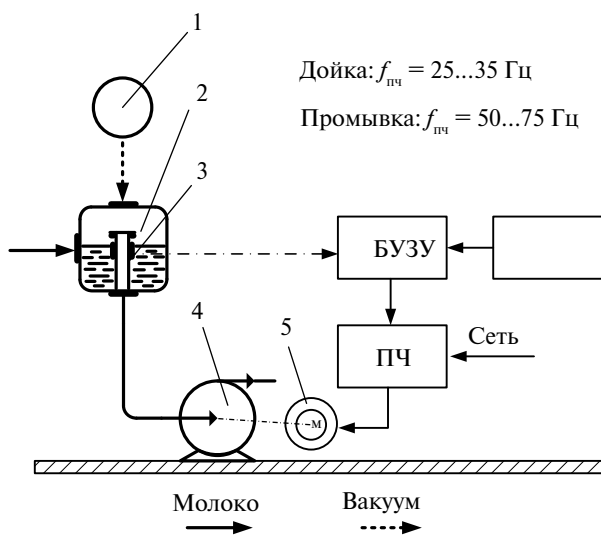 1
Дойка: fпч = 25...35 Гц
2
Промывка: fпч = 50...75 Гц
3
БУЗУ
4
5
ПЧ
Сеть
М
Молоко
Вакуум